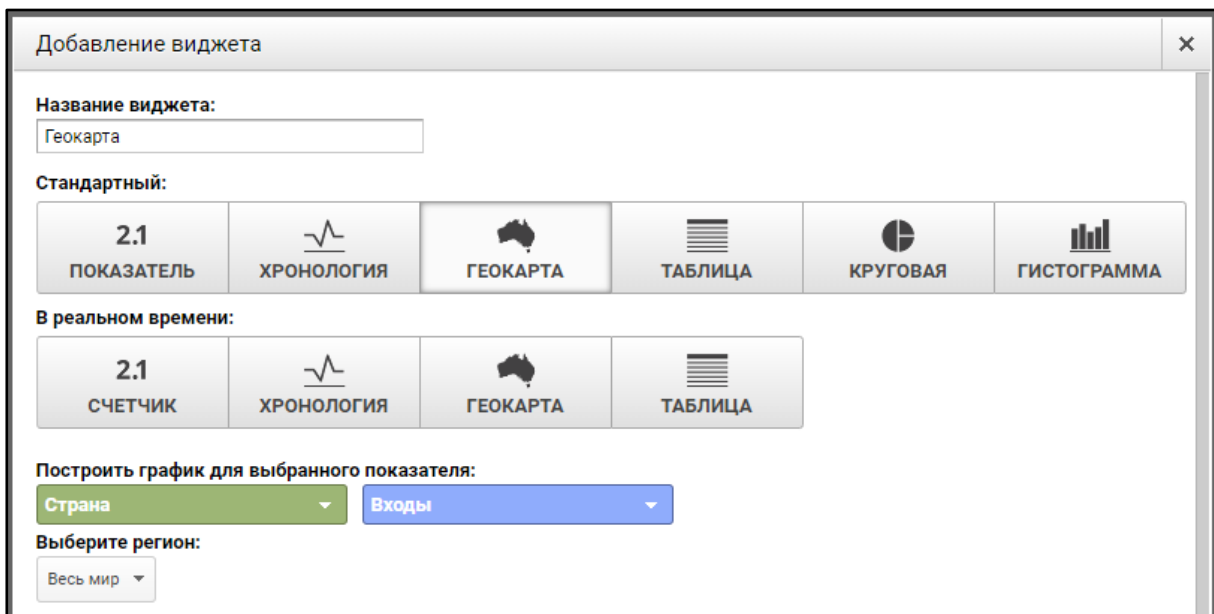 Добавление виджета
Название виджета:
Геокарта
Стандартный:
2.1
ПОКАЗАТЕЛЬ ХРОНОЛОГИЯ ГЕОКАРТА ТАБЛИЦА КРУГОВАЯ ГИСТОГРАММА
В реальном времени:
2.1
СЧЕТЧИК ХРОНОЛОГИЯ ГЕОКАРТА ТАБЛИЦА
Построить график для выбранного показателя:
Страна Входы
Выберите регион:
Весь мир